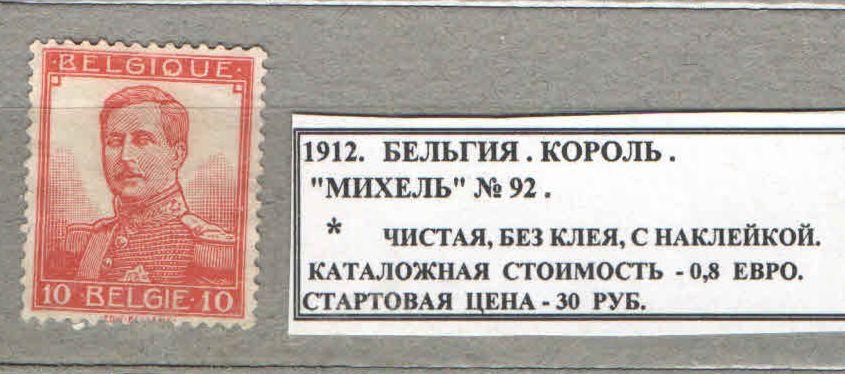 BELGIQUE
10 BELGIE 10
1912. БЕЛЬГИЯ. КОРОЛЬ.
"МИХЕЛЬ" № 92.
* ЧИСТАЯ, БЕЗ КЛЕЯ, С НАКЛЕЙКОЙ.
КАТАЛОЖНАЯ СТОИМОСТЬ - 0,8 ЕВРО.
СТАРТОВАЯ ЦЕНА - 30 РУБ.